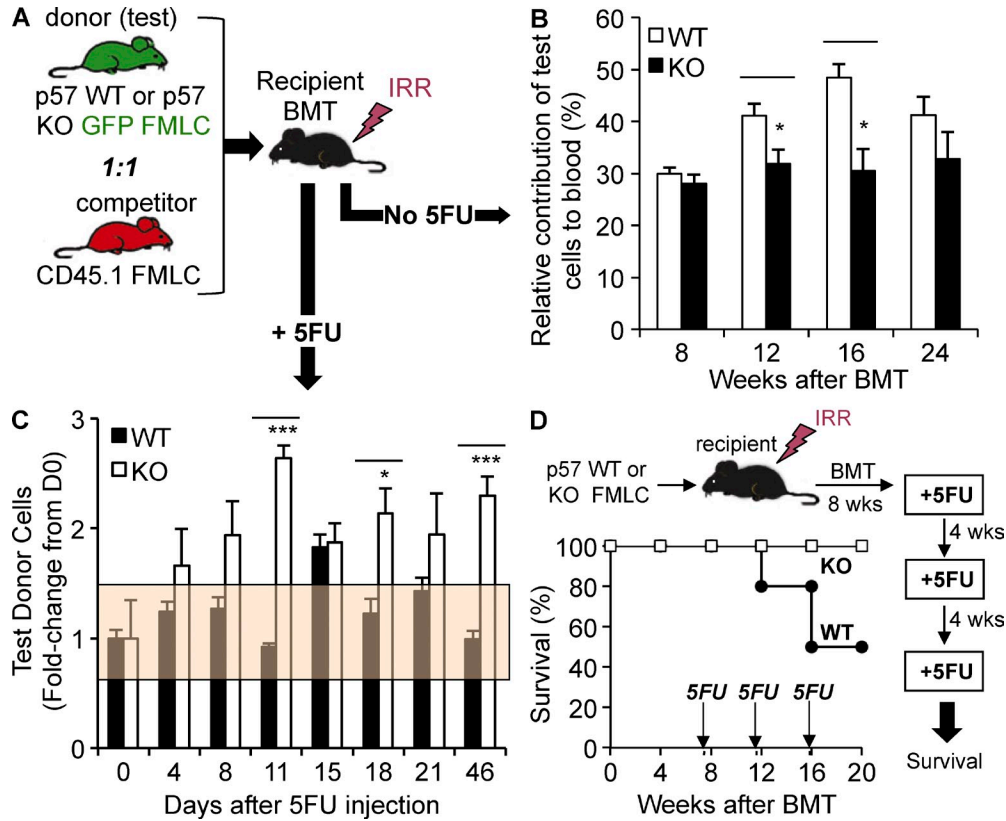 A
donor (test)
p57 WT or p57
KO GFP FMLC
1:1
competitor
CD45.1 FMLC
Recipient
BMT
IRR
No 5FU
+ 5FU
B
Relative contribution of test
cells to blood (%)
WT
KO
60
50
40
30
20
10
0
*
*
8
12
16
24
Weeks after BMT
C
Test Donor Cells
(Fold-change from D0)
WT
KO
3
2
1
0
***
*
***
0
4
8
11
15
18
21
46
Days after 5FU injection
D
p57 WT or
KO FMLC
recipient
IRR
BMT
8 wks
+5FU
4 wks
+5FU
4 wks
+5FU
Survival
Survival (%)
100
80
60
40
20
0
KO
WT
5FU
5FU
5FU
0
4
8
12
16
20
Weeks after BMT